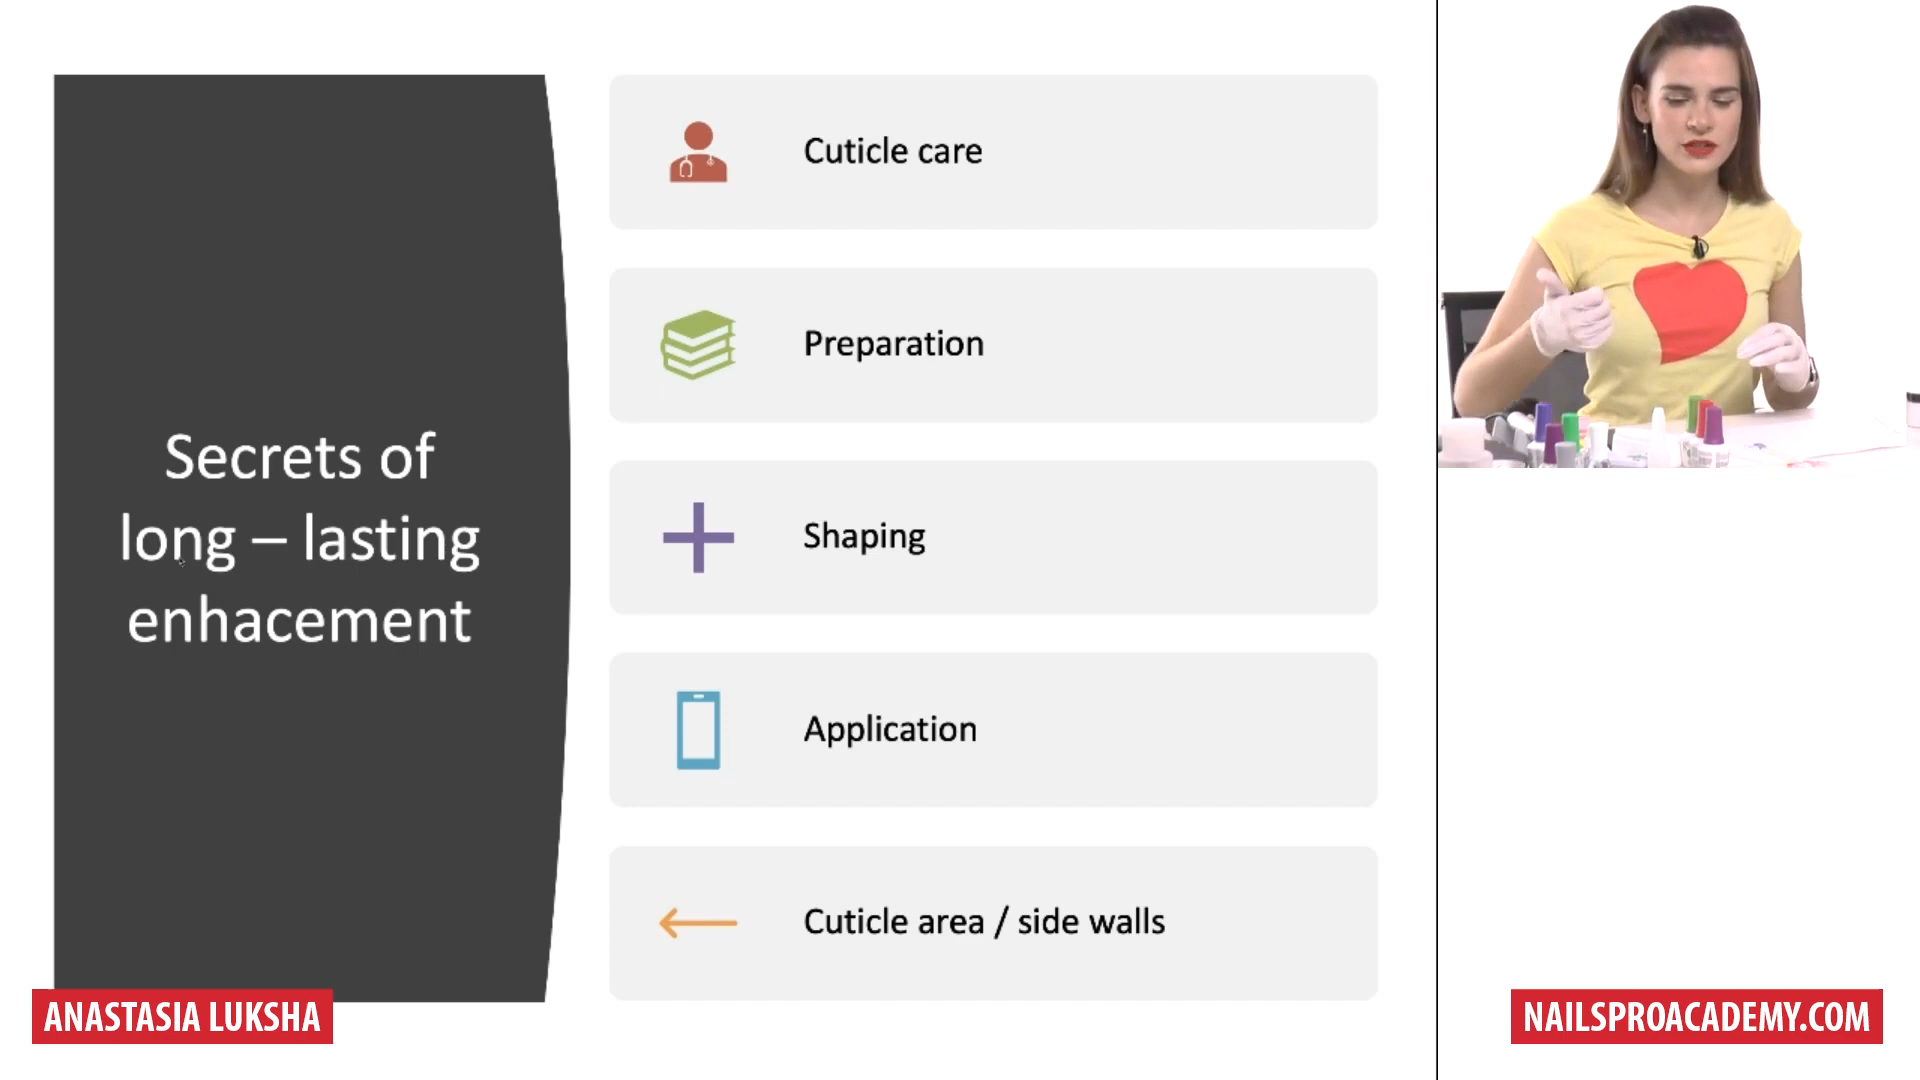 Secrets of
long – lasting
enhacement
Cuticle care
Preparation
Shaping
Application
Cuticle area / side walls
ANASTASIA LUKSHA
NAILSPROACADEMY.COM